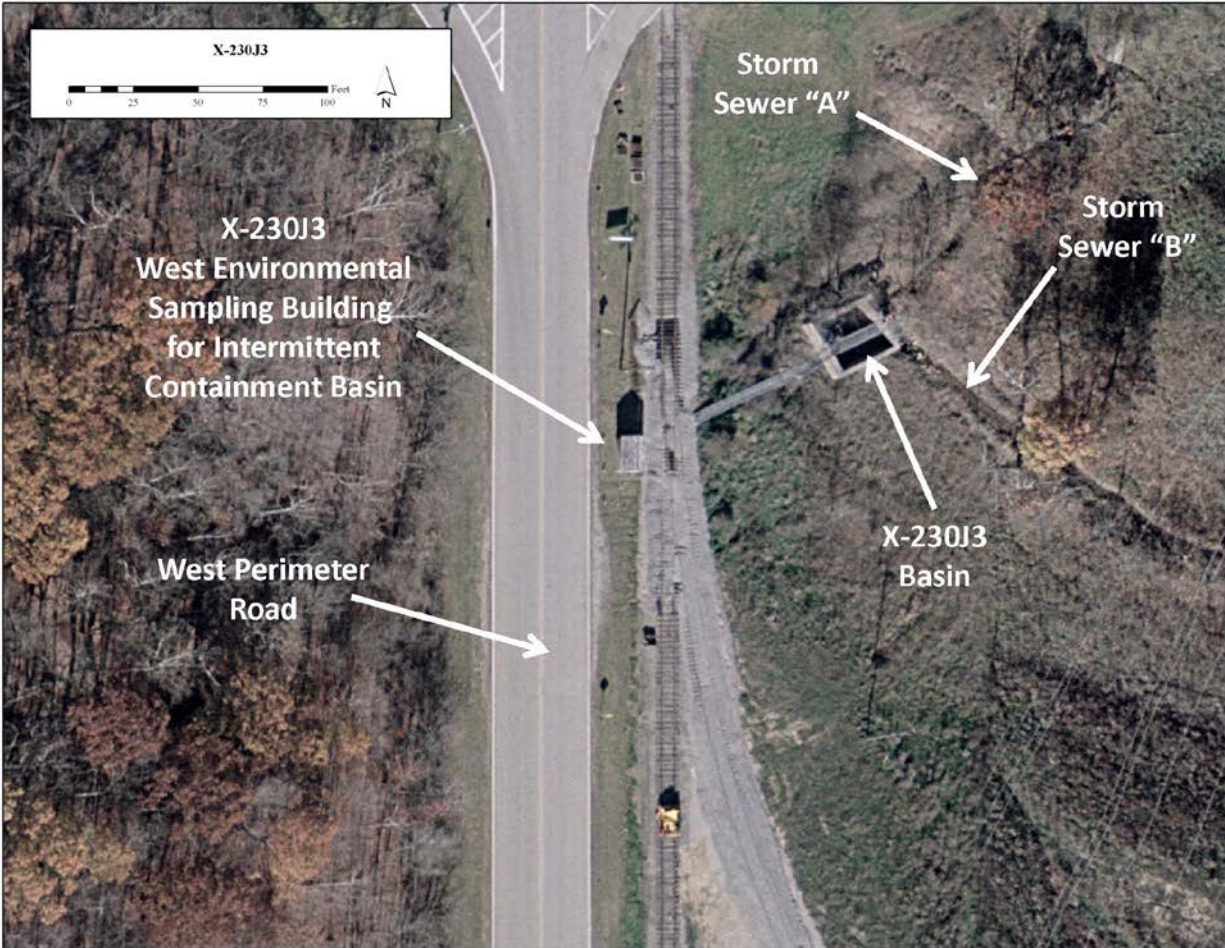 X-230J3
0 25 50 75 100 Feet
N
Storm
Sewer “A”
Storm
Sewer “B”
X-230J3
West Environmental
Sampling Building
for Intermittent
Containment Basin
X-230J3
Basin
West Perimeter
Road